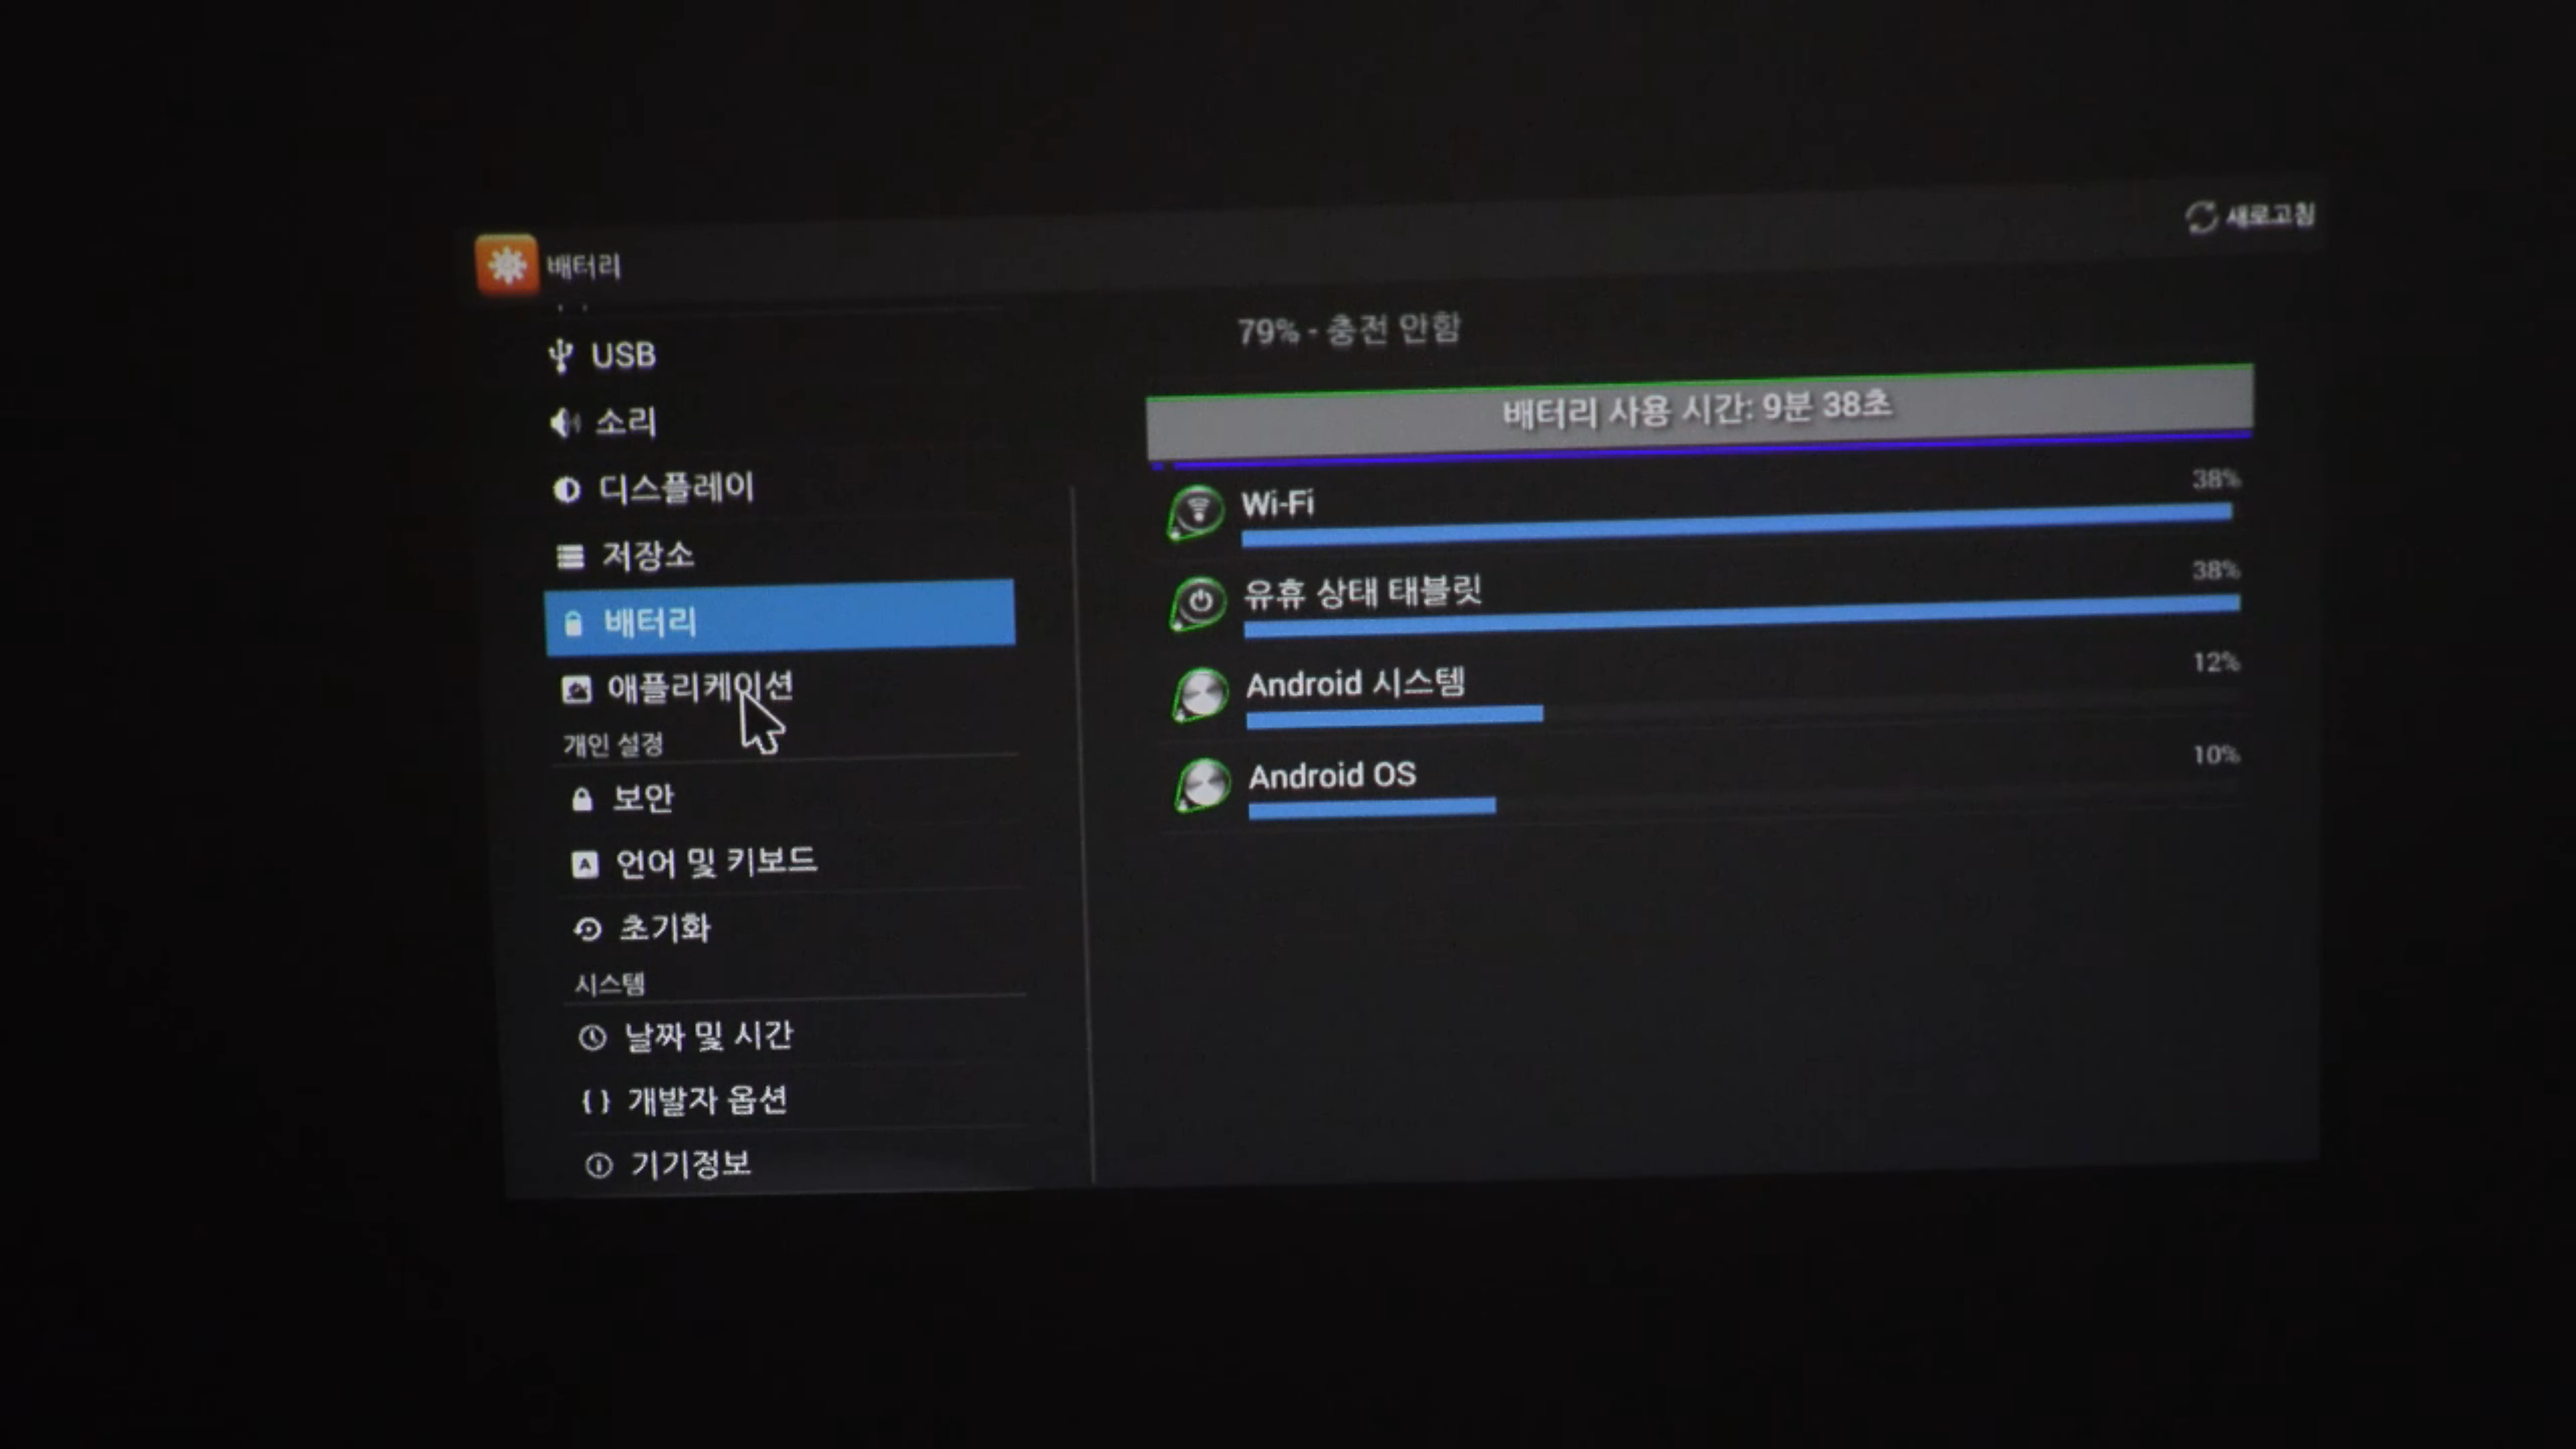 배터리
새로고침
USB
소리
디스플레이
저장소
배터리
애플리케이션
개인 설정
보안
언어 및 키보드
초기화
시스템
날짜 및 시간
개발자 옵션
기기정보
79% - 충전 안함
배터리 사용 시간: 9분 38초
Wi-Fi
38%
유휴 상태 태블릿
38%
Android 시스템
12%
Android OS
10%